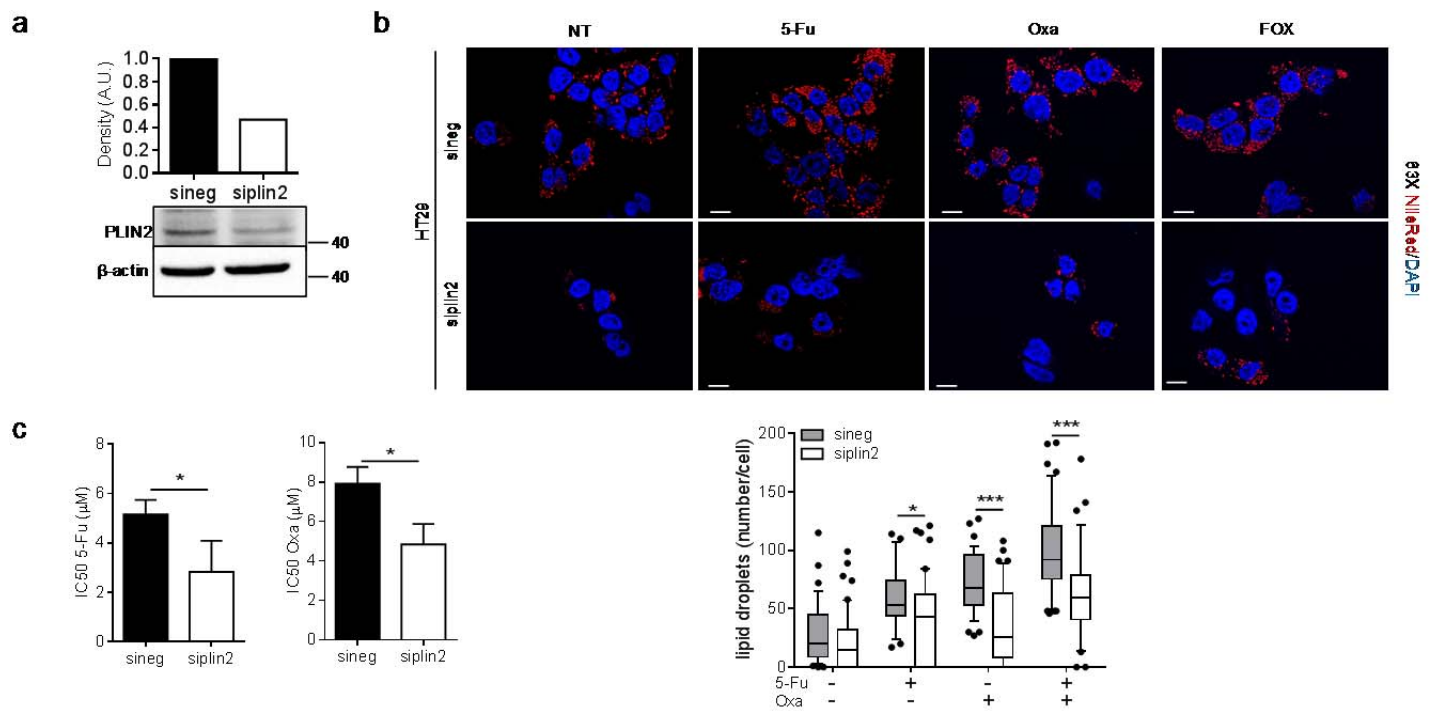 a
Density (A.U.)
1.0
0.8
0.6
0.4
0.2
0.0
sineg siplin2
PLIN2
40
β-actin
40
b
NT 5-Fu Oxa FOX
HT29
sineg
siplin2
63X NileRed/DAPI
c
IC50 5-Fu (µM)
8
6
4
2
0
*
sineg siplin2
IC50 Oxa (µM)
10
8
6
4
2
0
*
sineg siplin2
lipid droplets (number/cell)
200
150
100
50
0
sineg
siplin2
*
***
***
5-Fu - + - +
Oxa - - + +